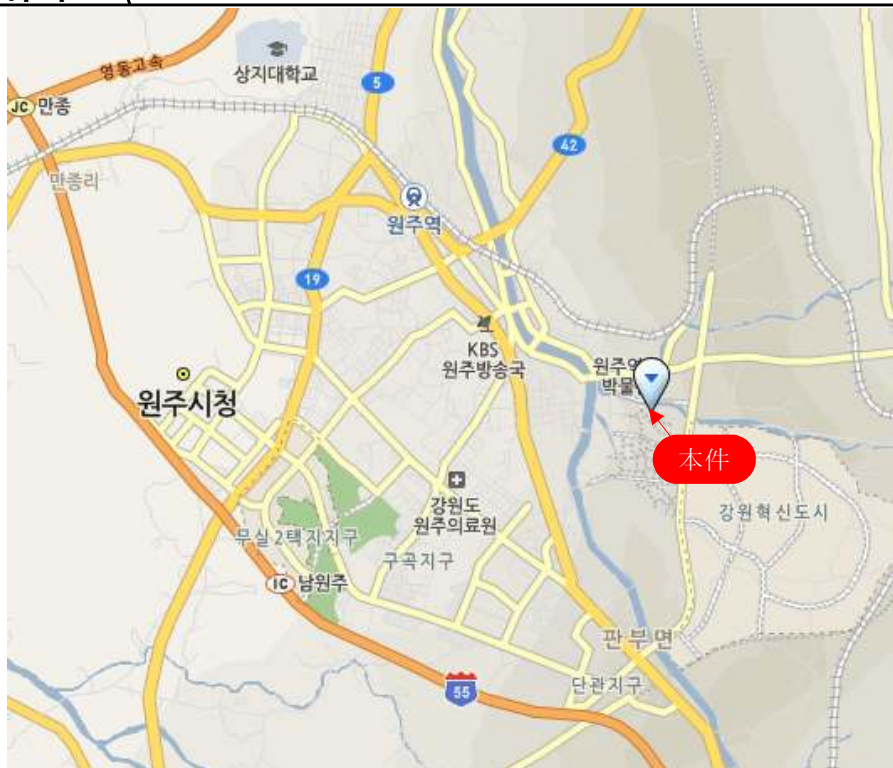 영동고속
상지대학교
5
JC 만종
42
만종리
원주역
19
KBS
원주방송국
원주역
박물
원주시청
本件
강원도
원주의료원
강원혁신도시
무실2택지지구
구곡지구
IC 남원주
판부면
단관지구
55